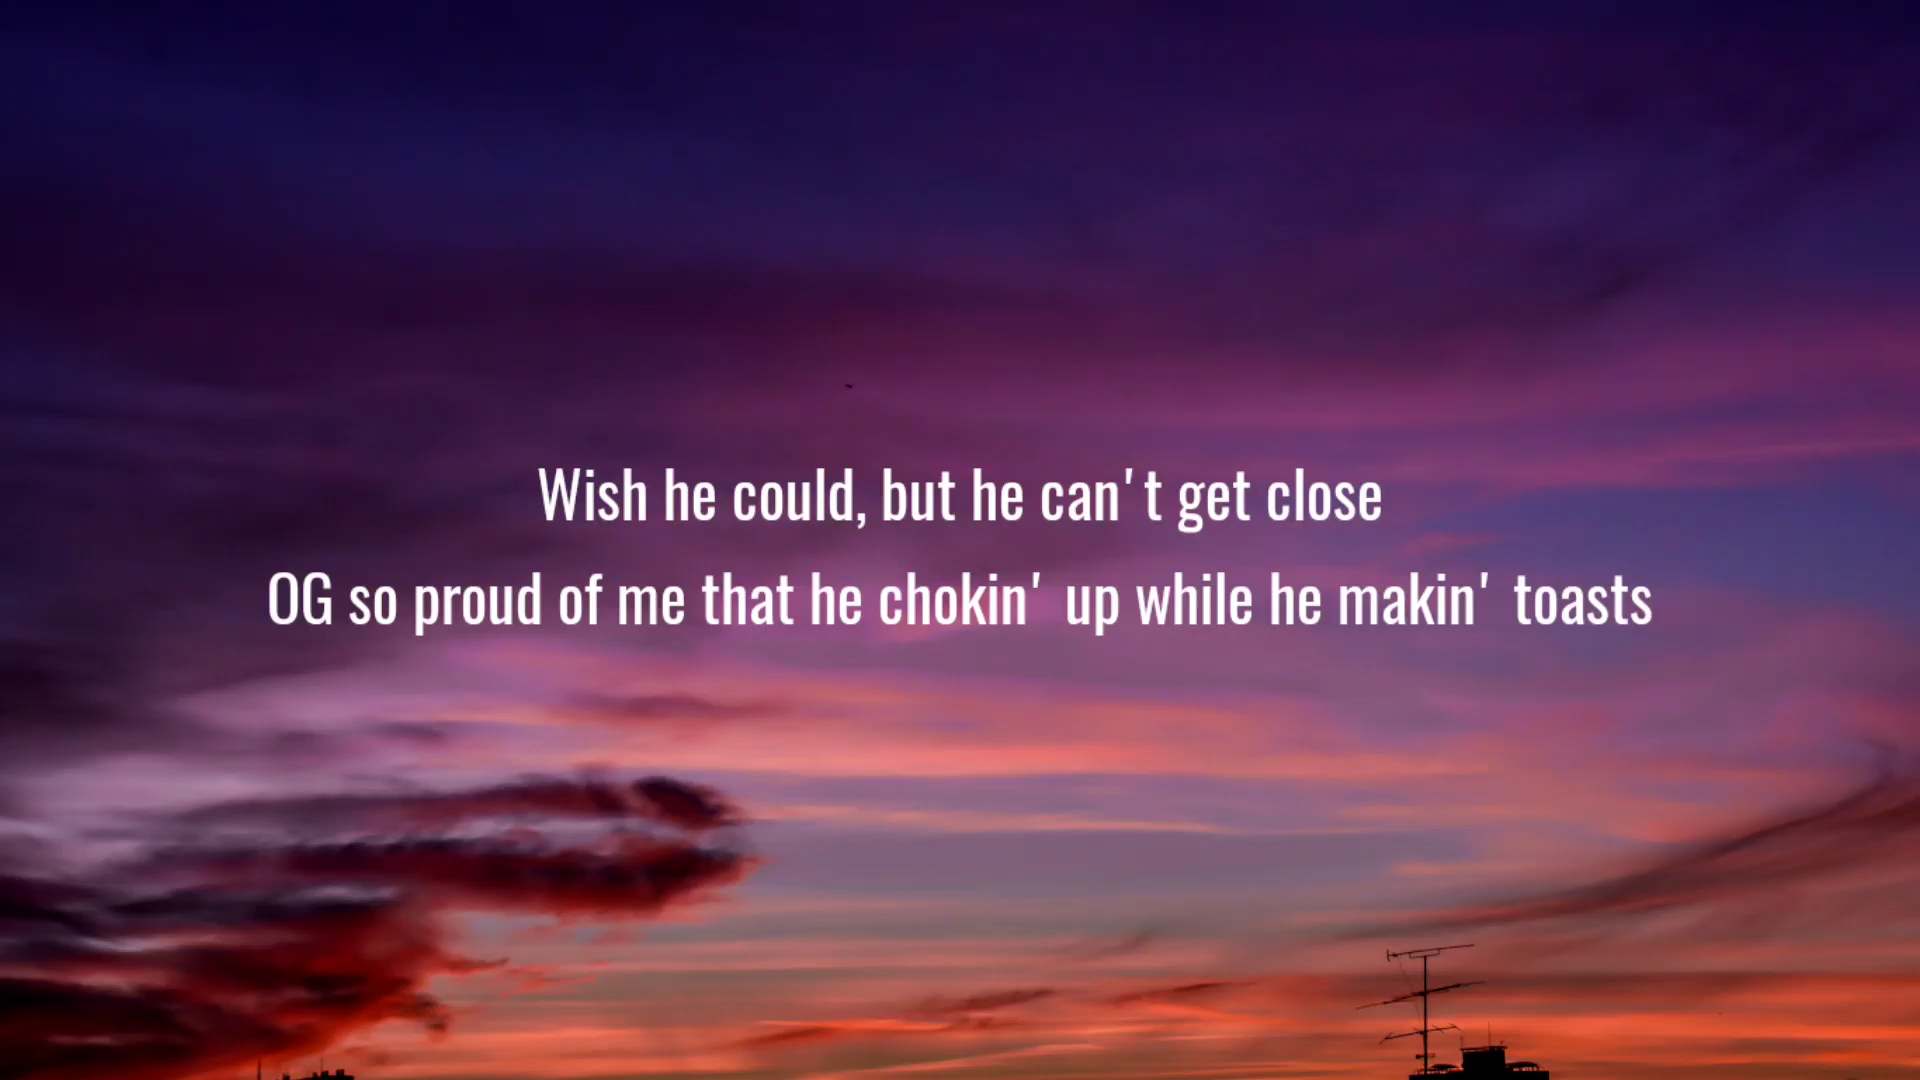 Wish he could, but he can't get close
OG so proud of me that he chokin' up while he makin' toasts